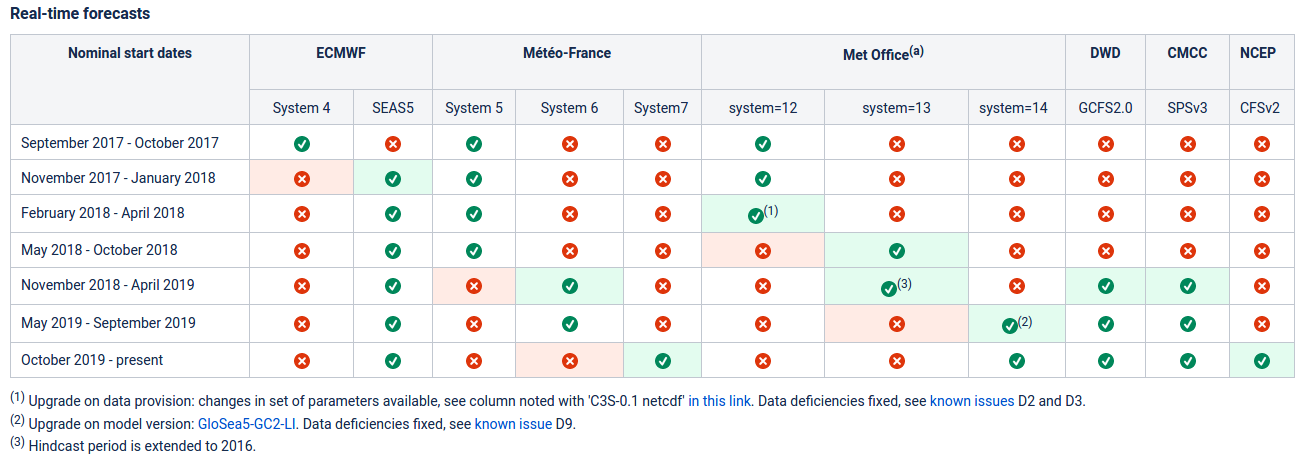 Real-time forecasts
Nominal start dates ECMWF Météo-France Met Office(a) DWD CMCC NCEP
System 4 SEAS5 System 5 System 6 System7 system=12 system=13 system=14 GCFS2.0 SPSv3 CFSv2
September 2017 - October 2017
November 2017 - January 2018
February 2018 - April 2018 (1)
May 2018 - October 2018
November 2018 - April 2019 (3)
May 2019 - September 2019 (2)
October 2019 - present
(1) Upgrade on data provision: changes in set of parameters available, see column noted with 'C3S-0.1 netcdf' in this link. Data deficiencies fixed, see known issues D2 and D3.
(2) Upgrade on model version: GloSea5-GC2-LI. Data deficiencies fixed, see known issue D9.
(3) Hindcast period is extended to 2016.